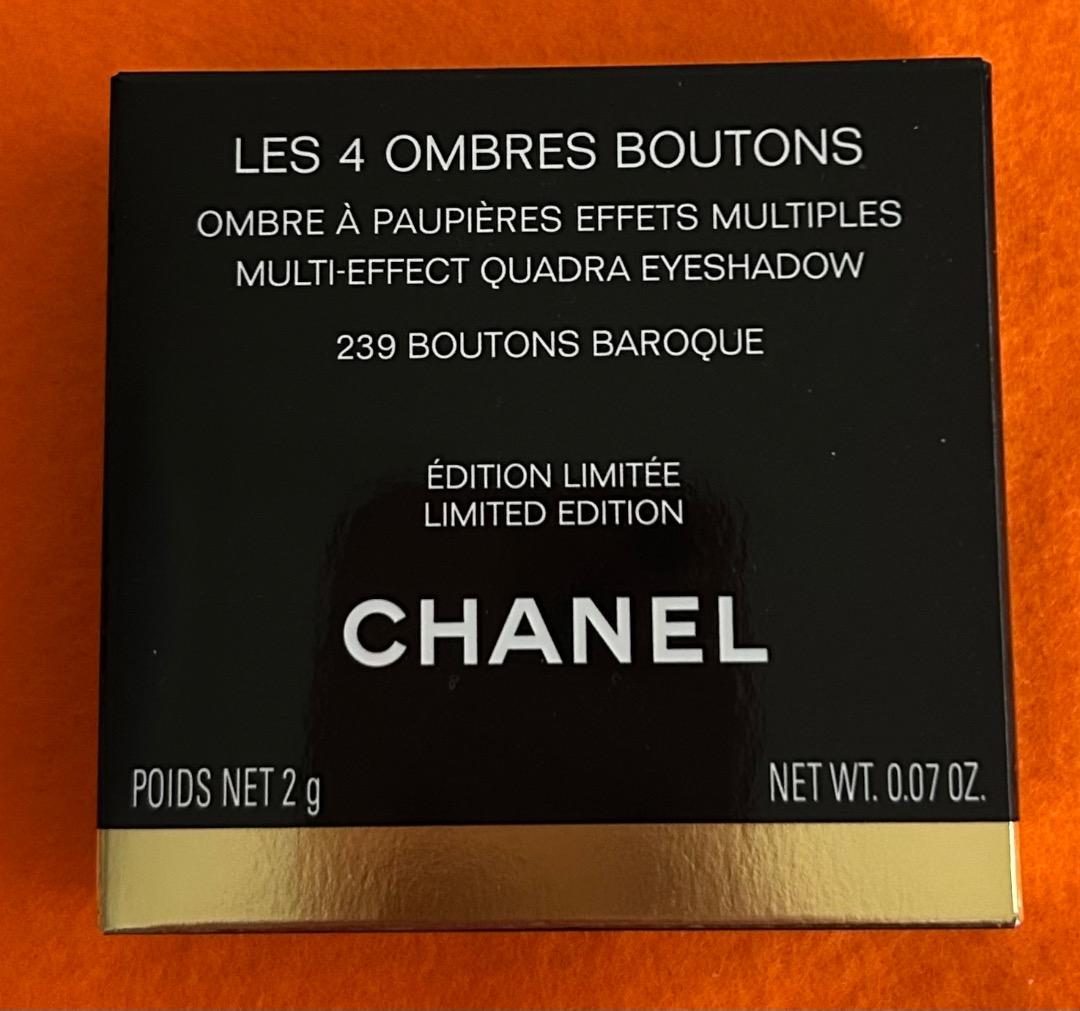 LES 4 OMBRES BOUTONS
OMBRE À PAUPIÈRES EFFETS MULTIPLES
MULTI-EFFECT QUADRA EYESHADOW
239 BOUTONS BAROQUE
ÉDITION LIMITÉE
LIMITED EDITION
CHANEL
POIDS NET 2 g NET WT. 0.07 OZ.